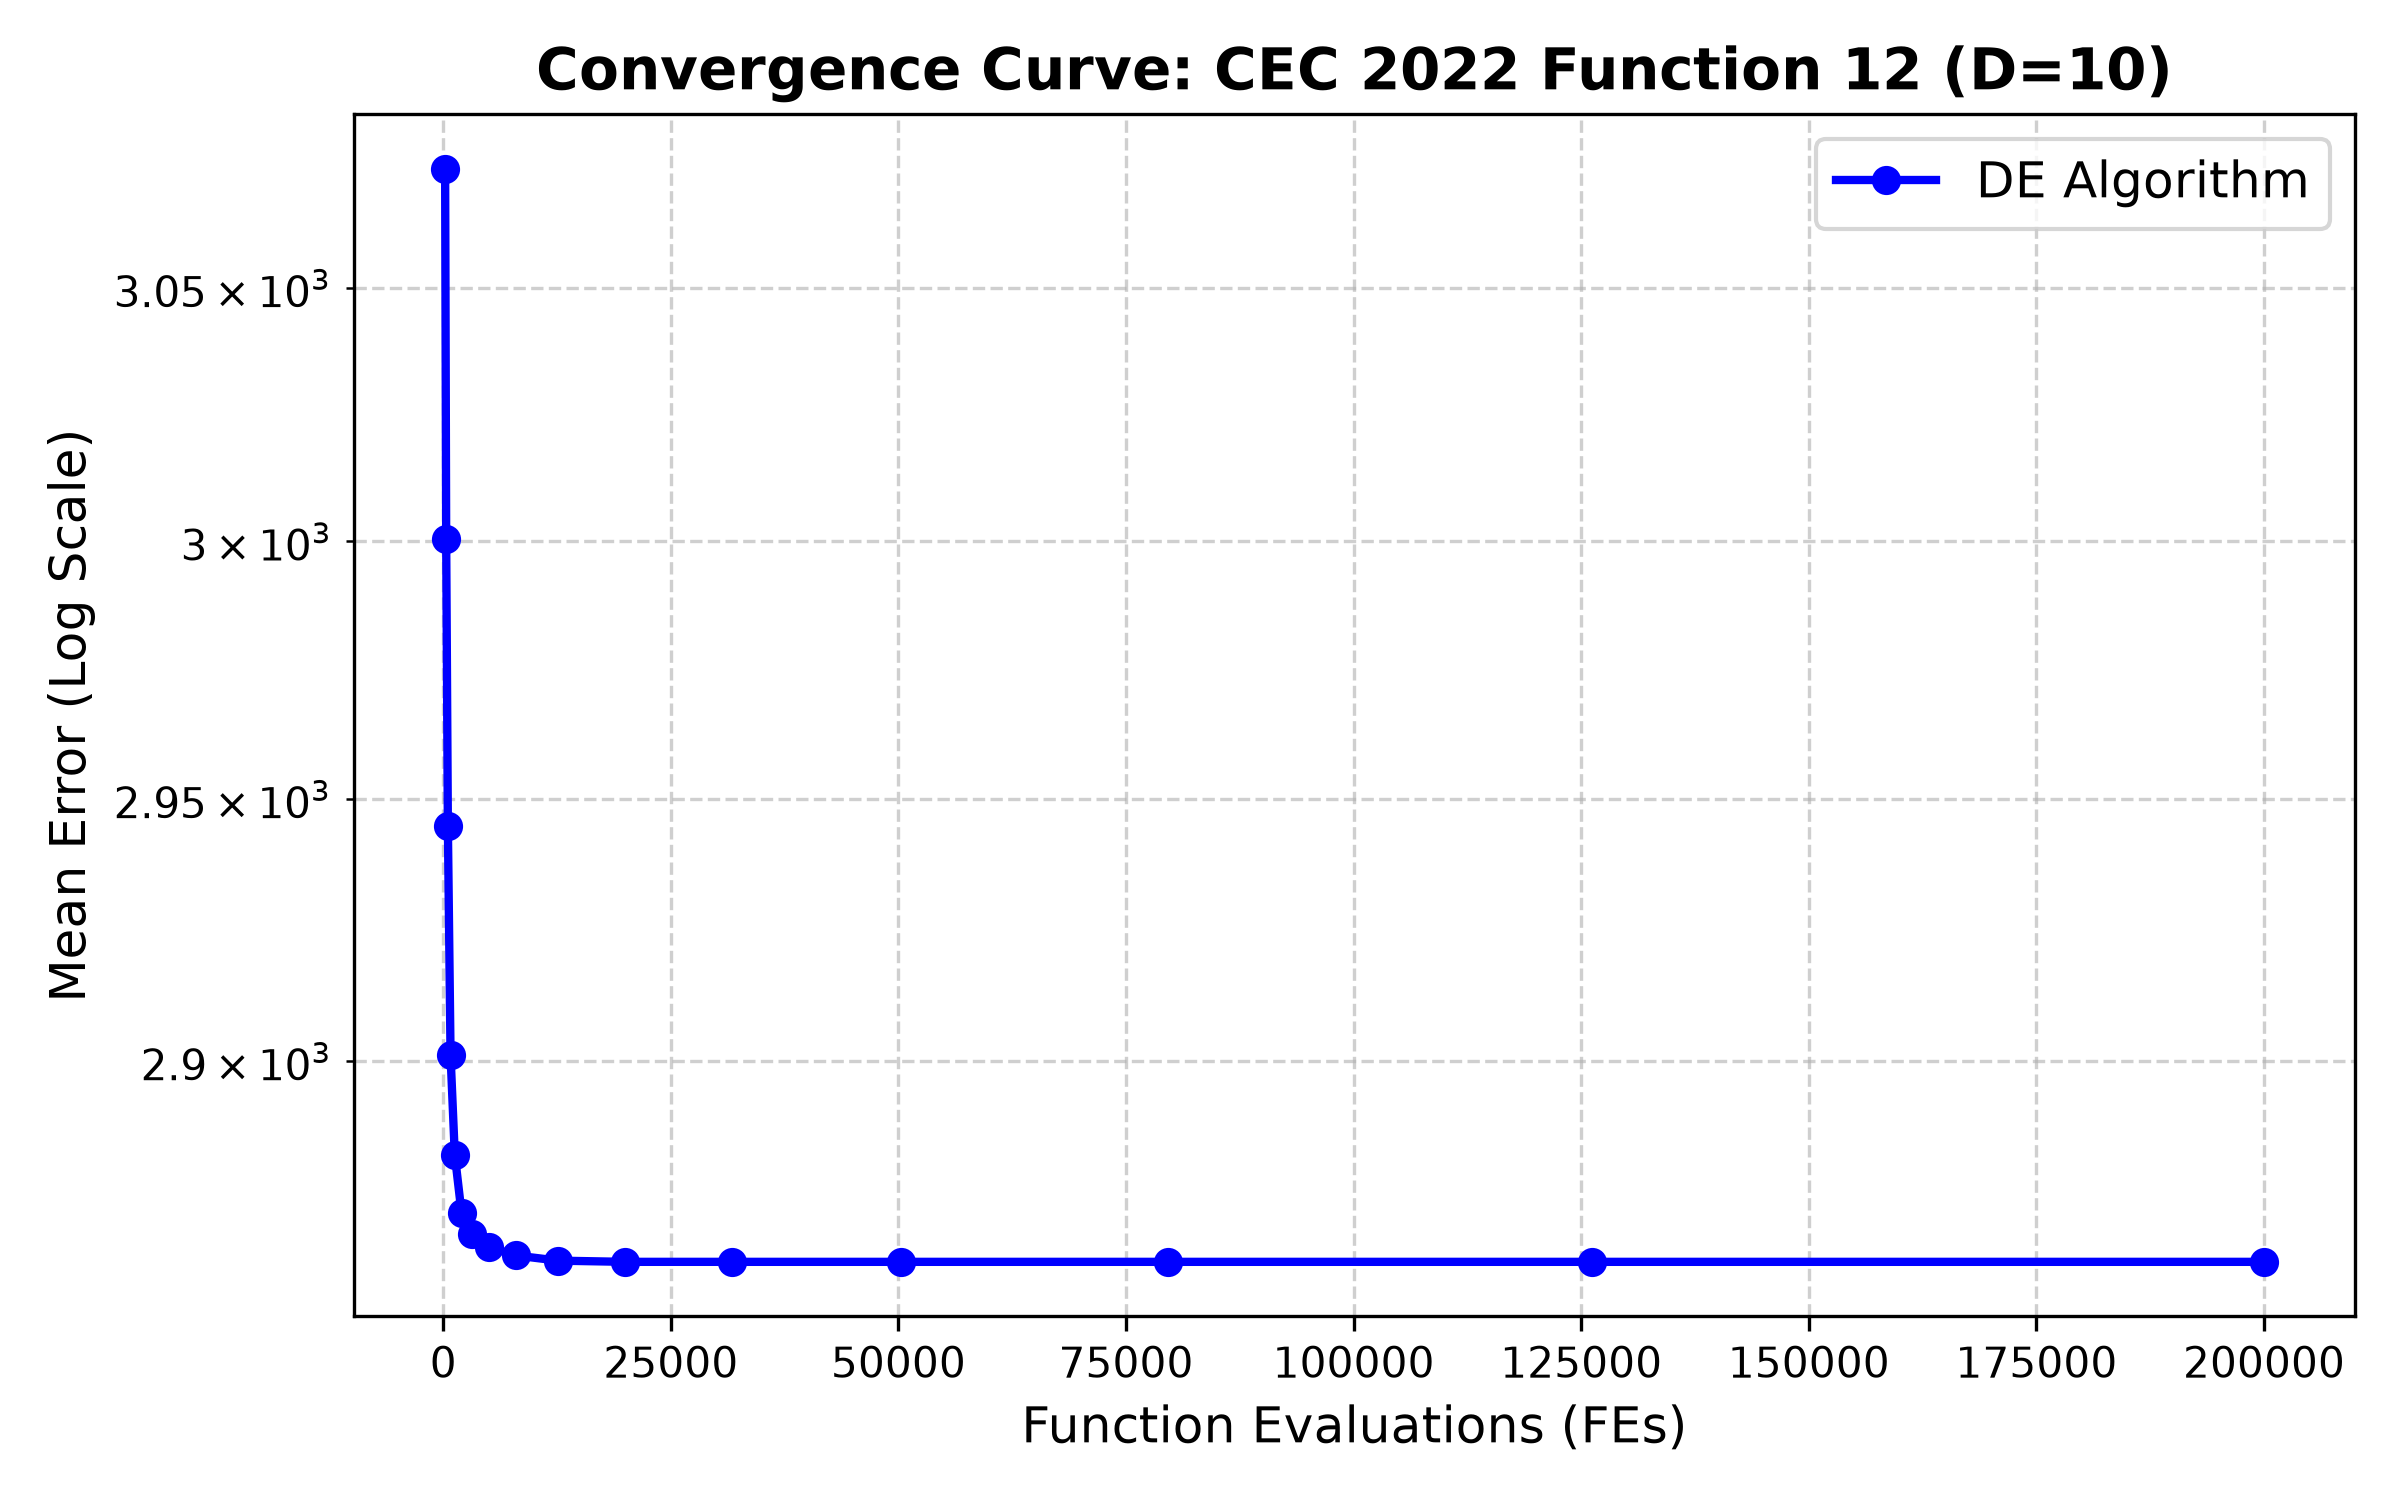 Convergence Curve: CEC 2022 Function 12 (D=10)
DE Algorithm
Mean Error (Log Scale)
3.05 × 10³
3 × 10³
2.95 × 10³
2.9 × 10³
0 25000 50000 75000 100000 125000 150000 175000 200000
Function Evaluations (FEs)